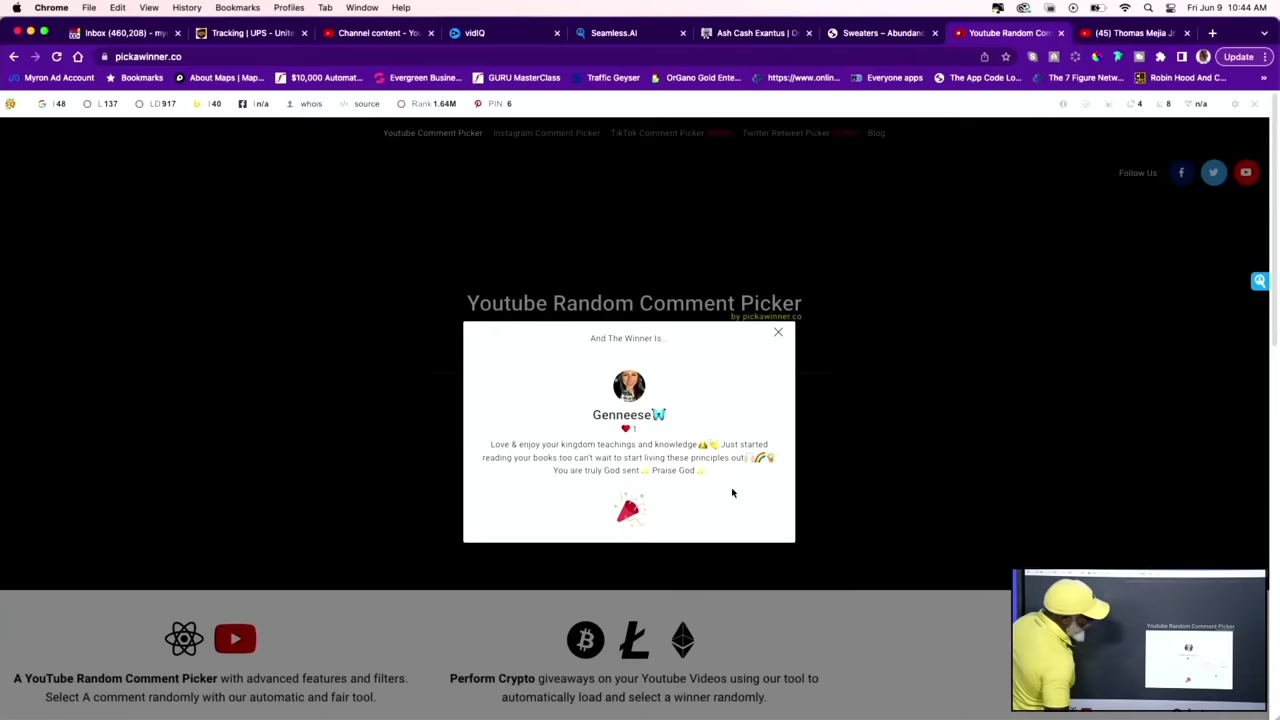 Chrome File Edit View History Bookmarks Profiles Tab Window Help Fri Jun 9 10:44 AM
Inbox (460,208) - my Tracking | UPS - Unite Channel content - You vidIQ Seamless.AI Ash Cash Exantus | O Sweaters – Abundanc Youtube Random Com (45) Thomas Mejia Jr
pickawinner.co Update
Myron Ad Account Bookmarks About Maps | Map... $10,000 Automat... Evergreen Busine... GURU MasterClass Traffic Geyser OrGano Gold Ente... https://www.onlin... Everyone apps The App Code Lo... The 7 Figure Netw... Robin Hood And C...
I 48 L 137 LD 917 I 40 I n/a whois source Rank 1.64M PIN 6 4 8 n/a
Youtube Comment Picker Instagram Comment Picker TikTok Comment Picker Twitter Retweet Picker Blog
Follow Us
Youtube Random Comment Picker
by pickawinner.co
And The Winner Is...
Genneese🦋
1
Love & enjoy your kingdom teachings and knowledge Just started
reading your books too can't wait to start living these principles out
You are truly God sent Praise God
A YouTube Random Comment Picker with advanced features and filters.
Select A comment randomly with our automatic and fair tool.
Perform Crypto giveaways on your Youtube Videos using our tool to
automatically load and select a winner randomly.
Youtube Random Comment Picker